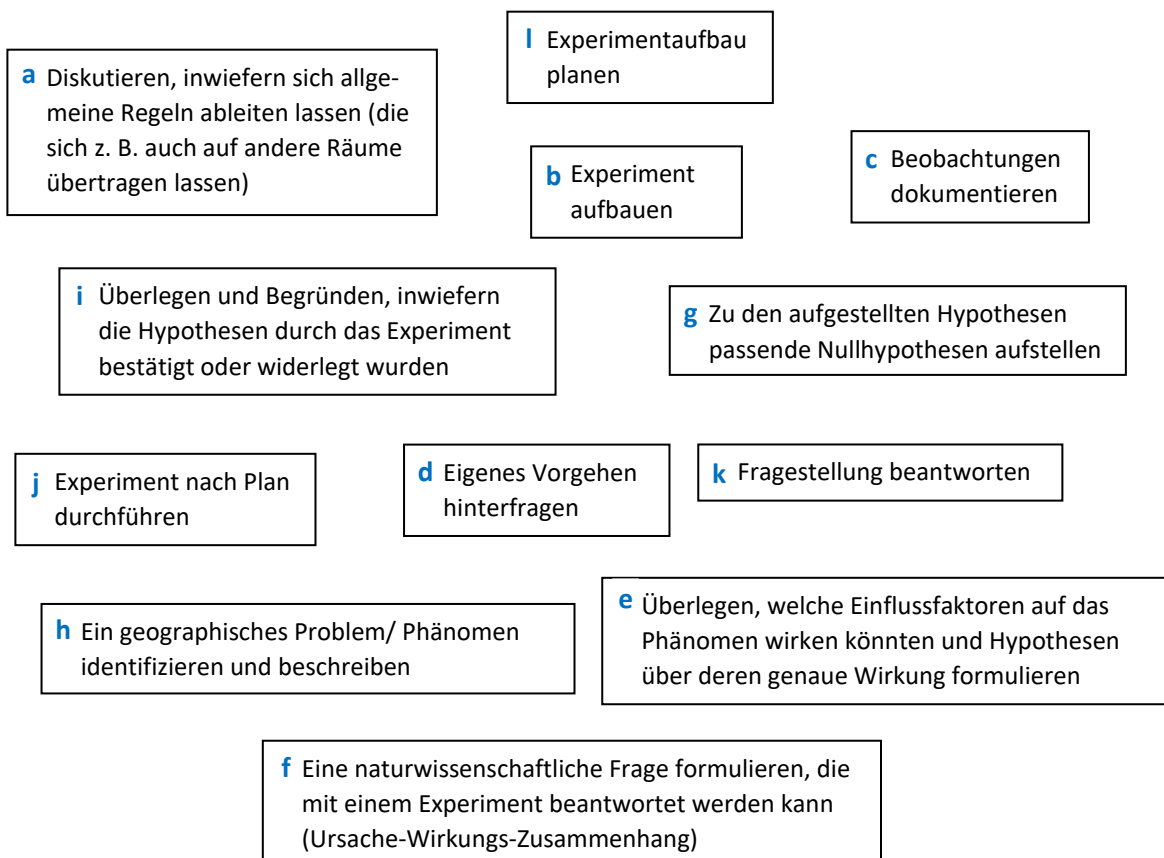 l Experimentaufbau
planen
a Diskutieren, inwiefern sich allge-
meine Regeln ableiten lassen (die
sich z. B. auch auf andere Räume
übertragen lassen)
b Experiment
aufbauen
c Beobachtungen
dokumentieren
i Überlegen und Begründen, inwiefern
die Hypothesen durch das Experiment
bestätigt oder widerlegt wurden
g Zu den aufgestellten Hypothesen
passende Nullhypothesen aufstellen
j Experiment nach Plan
durchführen
d Eigenes Vorgehen
hinterfragen
k Fragestellung beantworten
h Ein geographisches Problem/ Phänomen
identifizieren und beschreiben
e Überlegen, welche Einflussfaktoren auf das
Phänomen wirken könnten und Hypothesen
über deren genaue Wirkung formulieren
f Eine naturwissenschaftliche Frage formulieren, die
mit einem Experiment beantwortet werden kann
(Ursache-Wirkungs-Zusammenhang)